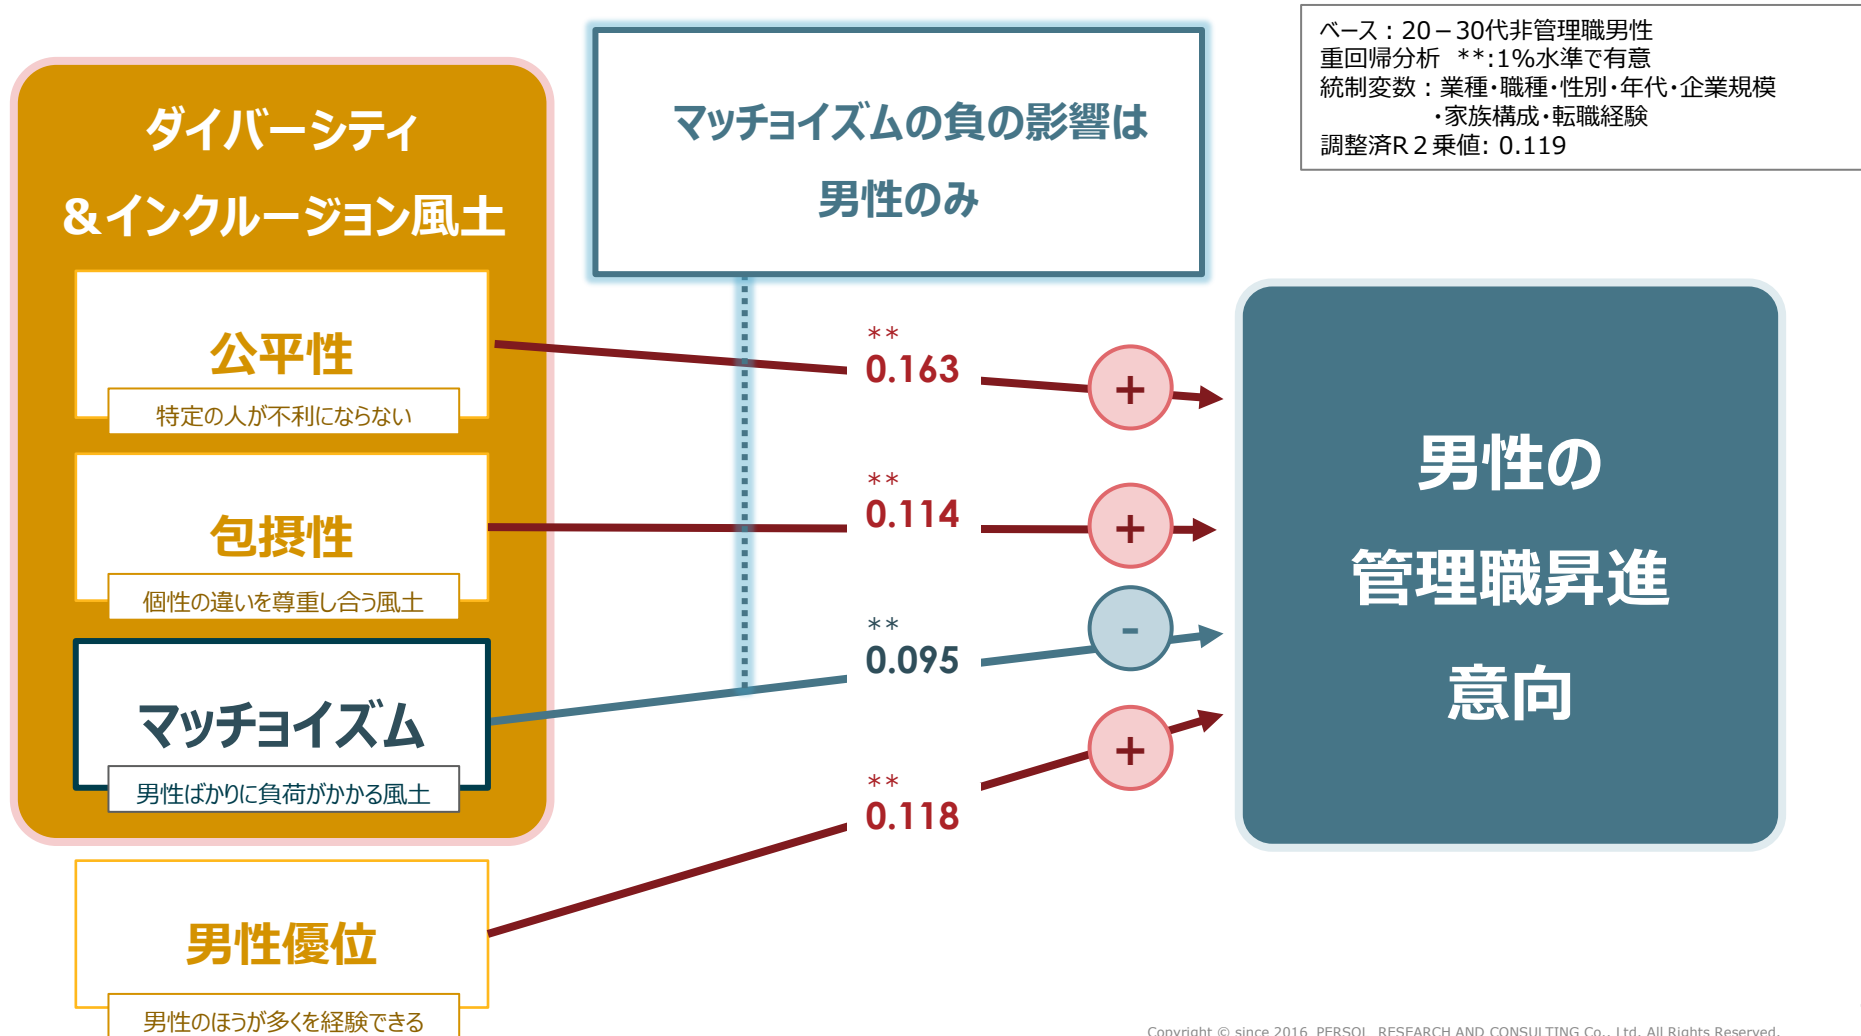 ベース：20－30代非管理職男性
重回帰分析 **:1%水準で有意
統制変数：業種・職種・性別・年代・企業規模
・家族構成・転職経験
調整済R２乗値: 0.119
マッチョイズムの負の影響は
男性のみ
ダイバーシティ
＆インクルージョン風土
公平性
特定の人が不利にならない
包摂性
個性の違いを尊重し合う風土
マッチョイズム
男性ばかりに負荷がかかる風土
男性優位
男性のほうが多くを経験できる
**
0.163
+
**
0.114
+
**
0.095
-
**
0.118
+
男性の
管理職昇進
意向
Copyright © since 2016 PERSOL RESEARCH AND CONSULTING Co., Ltd. All Rights Reserved.